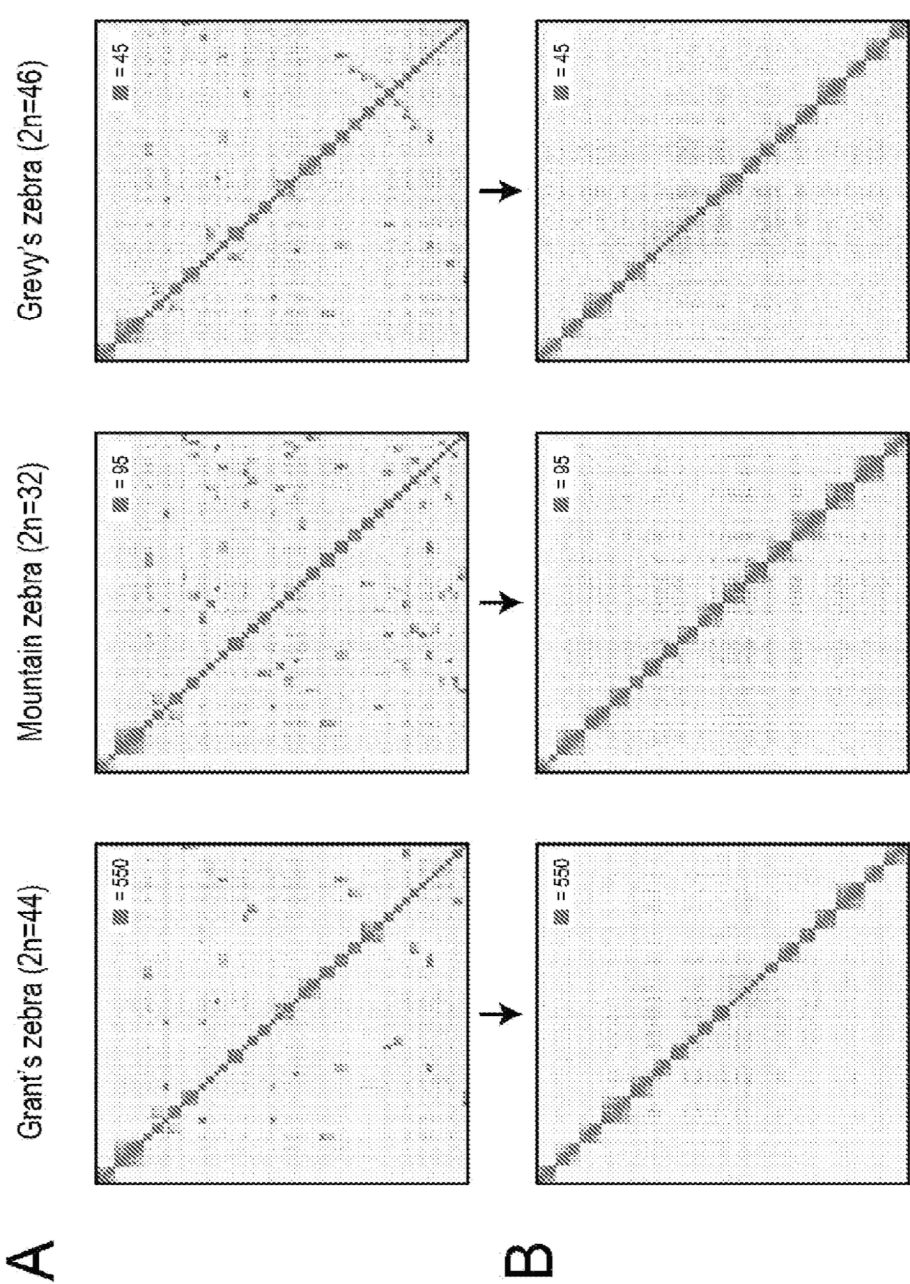 A
Grant's zebra (2n=44)
Mountain zebra (2n=32)
Grevy's zebra (2n=46)
= 550
= 95
= 45
B
= 550
= 95
= 45